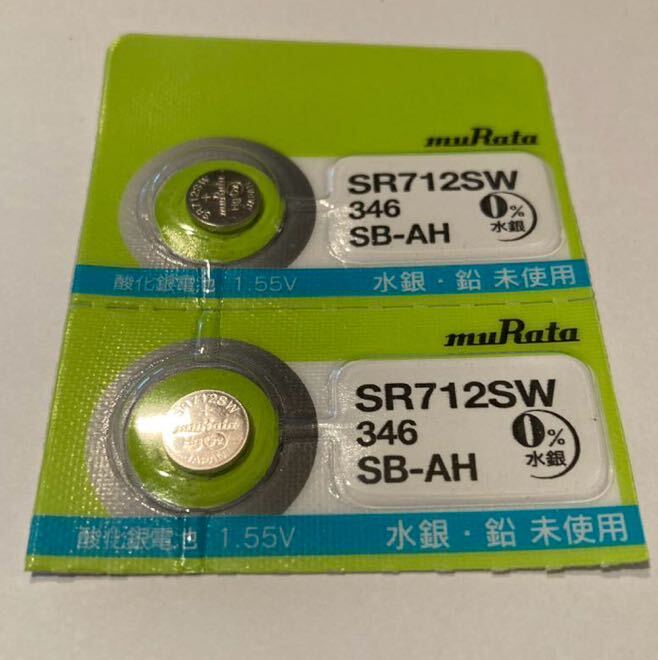 muRata
SR712SW
346
SB-AH
0%
水銀
SR712SW
+
muRata
酸化銀電池 1.55V
水銀・鉛 未使用
muRata
SR712SW
346
SB-AH
0%
水銀
SR712SW
+
muRata
JAPAN
酸化銀電池 1.55V
水銀・鉛 未使用